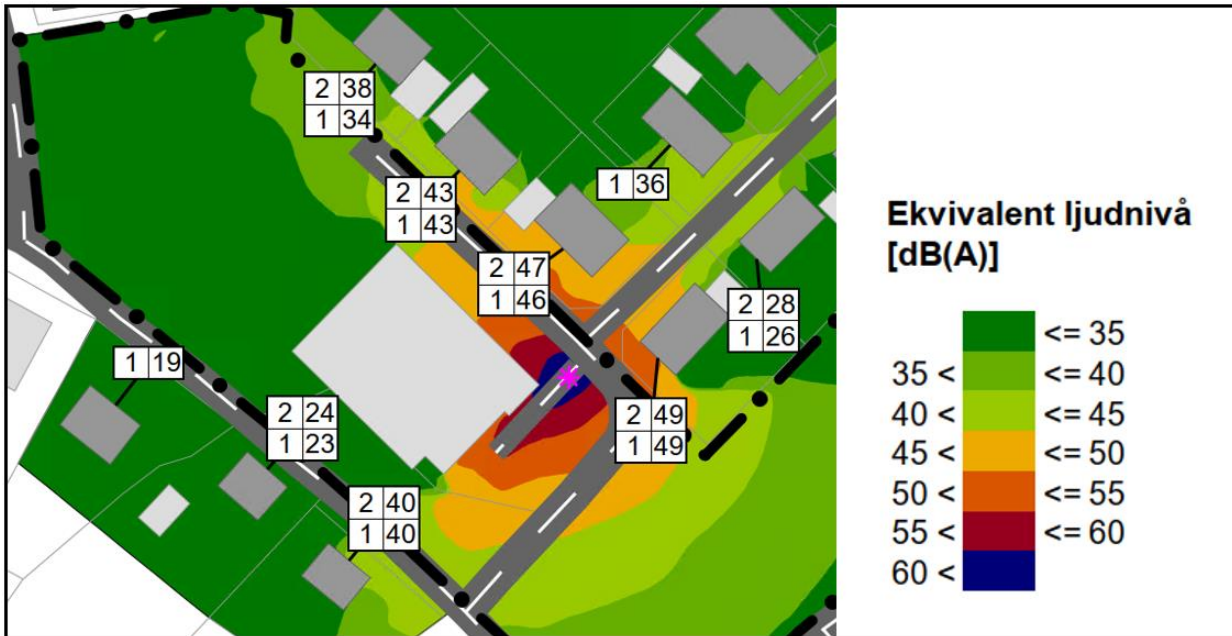 2 38
1 34
2 43
1 43
1 36
2 47
1 46
2 28
1 26
1 19
2 24
1 23
2 49
1 49
2 40
1 40
Ekvivalent ljudnivå
[dB(A)]
<= 35
35 < <= 40
40 < <= 45
45 < <= 50
50 < <= 55
55 < <= 60
60 <